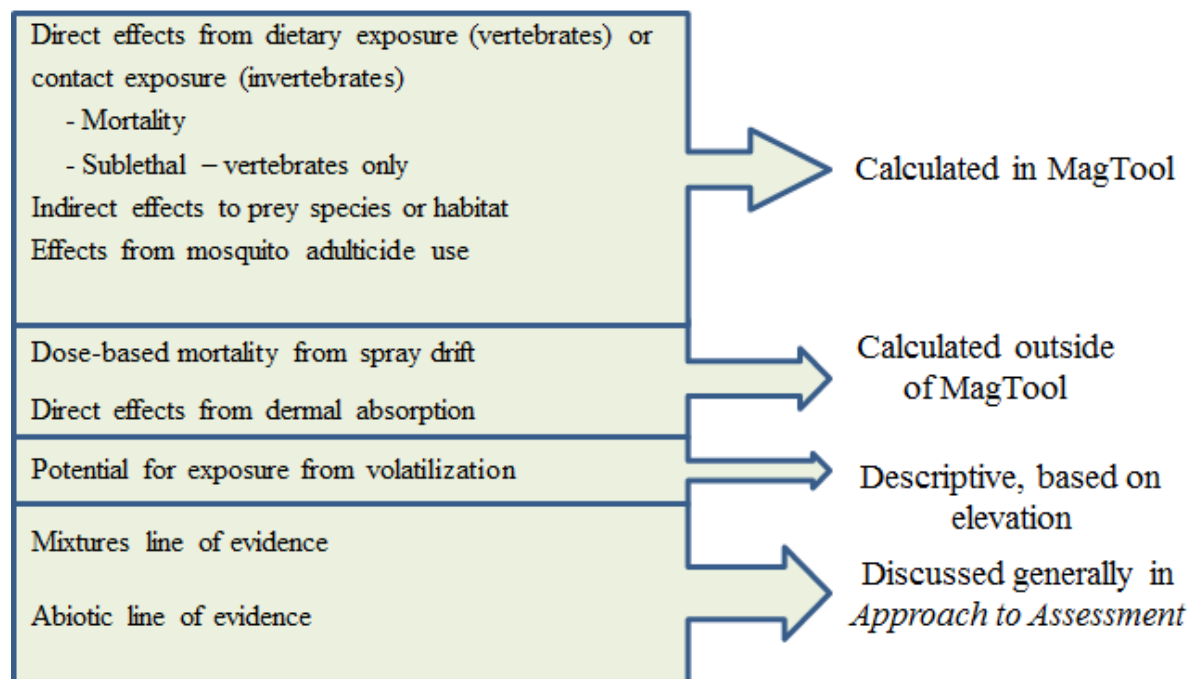 Direct effects from dietary exposure (vertebrates) or
contact exposure (invertebrates)
- Mortality
- Sublethal – vertebrates only
Indirect effects to prey species or habitat
Effects from mosquito adulticide use
Calculated in MagTool
Dose-based mortality from spray drift
Direct effects from dermal absorption
Calculated outside
of MagTool
Potential for exposure from volatilization
Descriptive, based on
elevation
Mixtures line of evidence
Abiotic line of evidence
Discussed generally in
Approach to Assessment